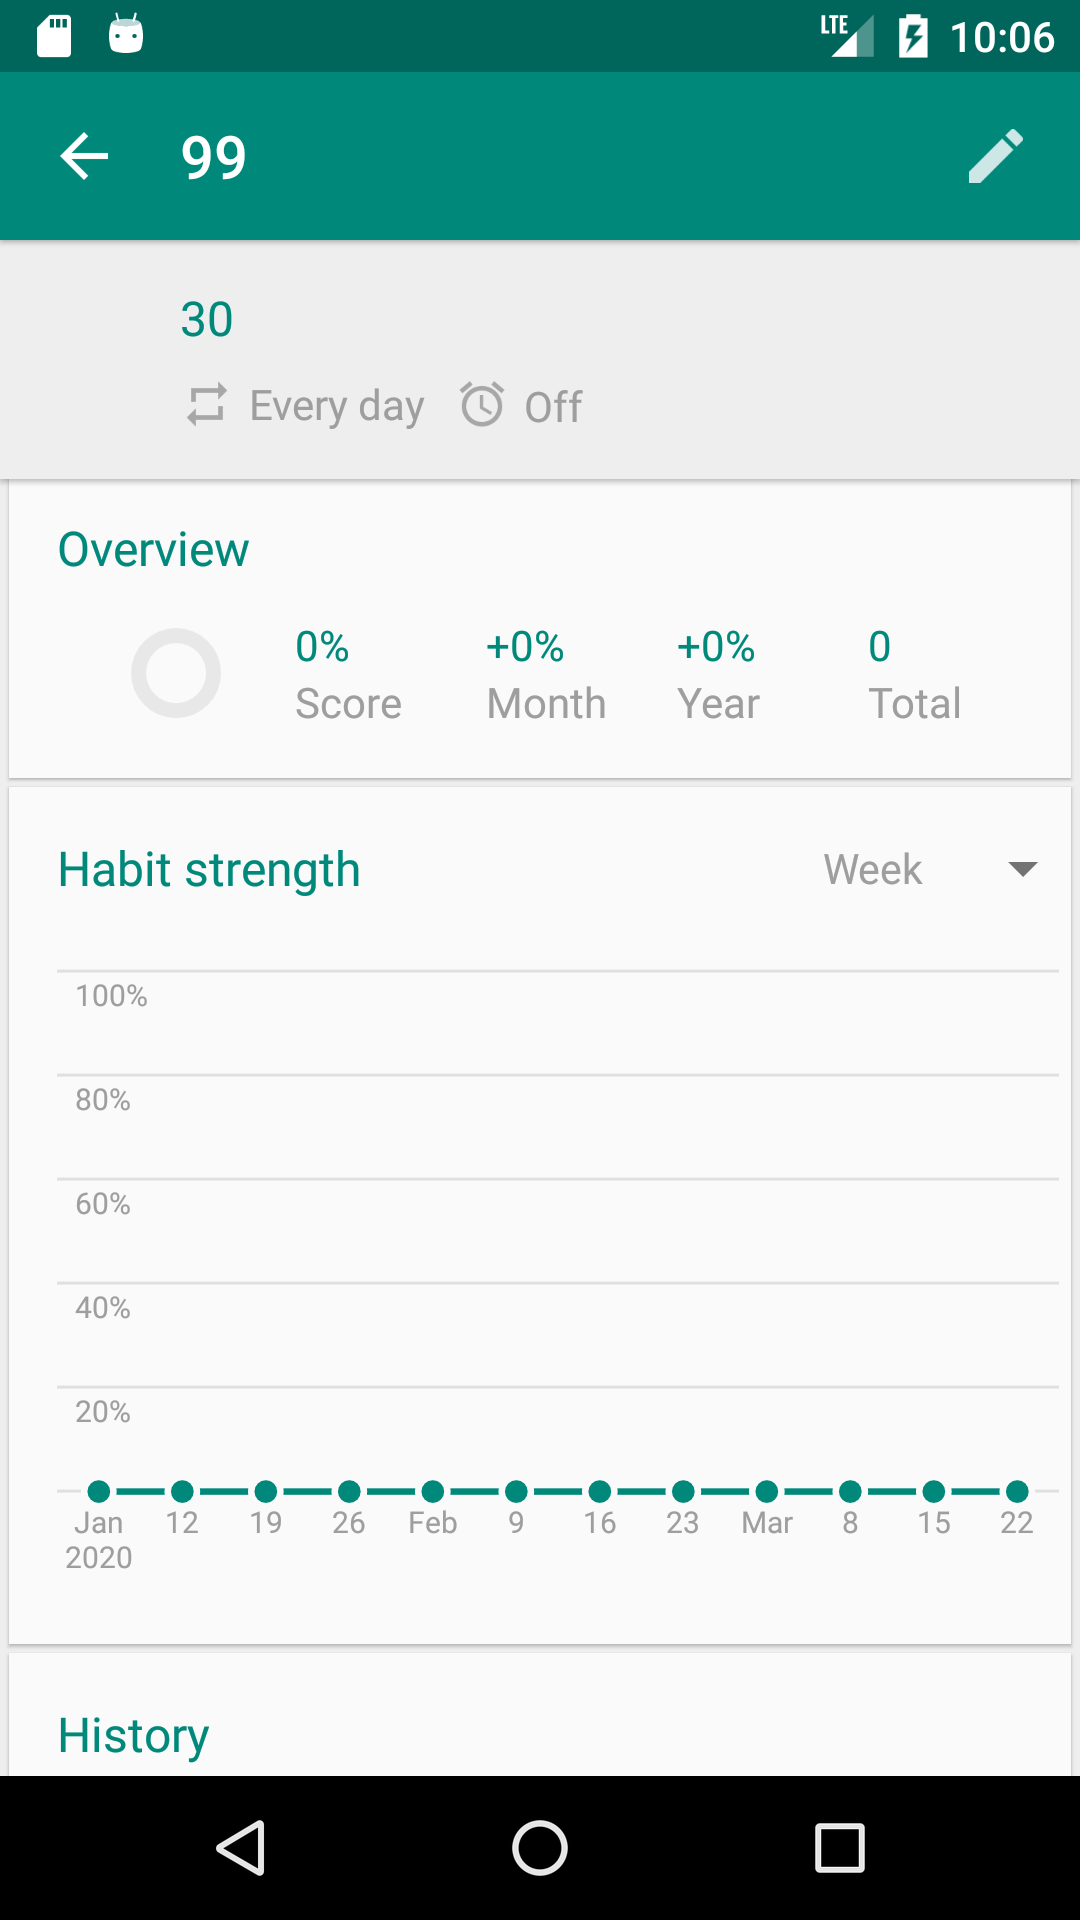 LTE 10:06
99
30
Every day Off
Overview
0% +0% +0% 0
Score Month Year Total
Habit strength Week
100%
80%
60%
40%
20%
Jan 12 19 26 Feb 9 16 23 Mar 8 15 22
2020
History